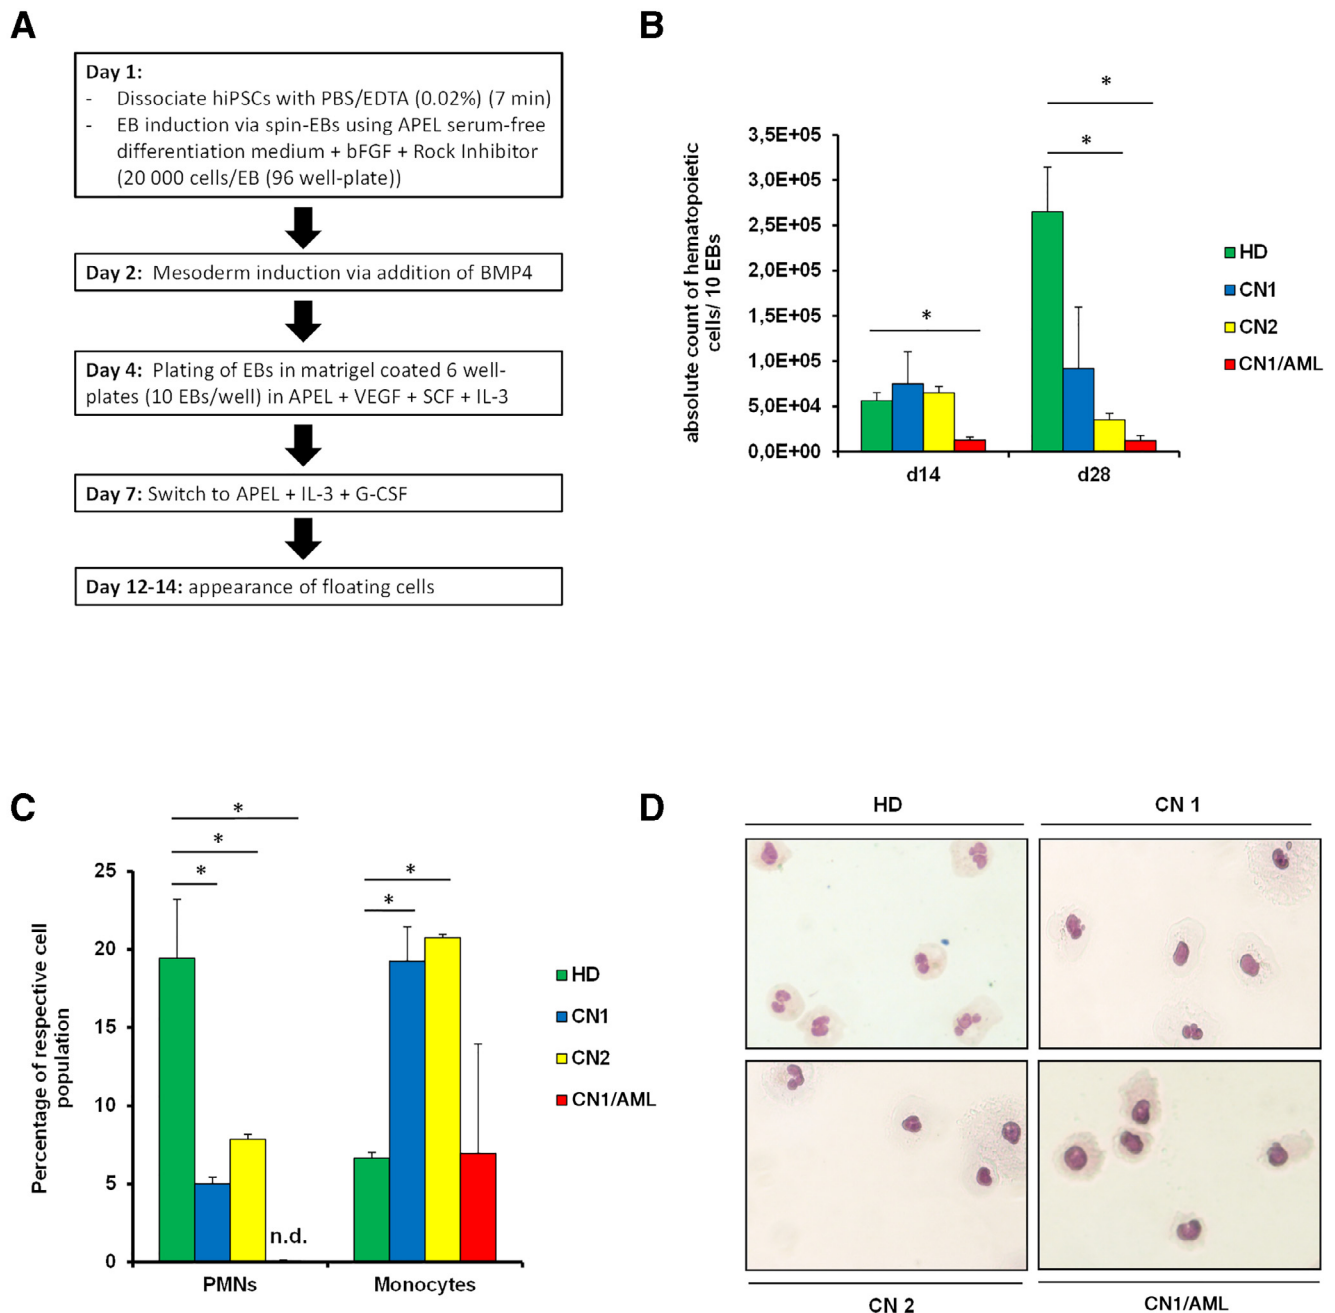 A
Day 1:
- Dissociate hiPSCs with PBS/EDTA (0.02%) (7 min)
- EB induction via spin-EBs using APEL serum-free
differentiation medium + bFGF + Rock Inhibitor
(20 000 cells/EB (96 well-plate))
Day 2: Mesoderm induction via addition of BMP4
Day 4: Plating of EBs in matrigel coated 6 well-
plates (10 EBs/well) in APEL + VEGF + SCF + IL-3
Day 7: Switch to APEL + IL-3 + G-CSF
Day 12-14: appearance of floating cells
B
absolute count of hematopoietic
cells/ 10 EBs
3,5E+05
3,0E+05
2,5E+05
2,0E+05
1,5E+05
1,0E+05
5,0E+04
0,0E+00
*
*
*
d14
d28
HD
CN1
CN2
CN1/AML
C
Percentage of respective cell
population
25
20
15
10
5
0
*
*
*
*
*
n.d.
PMNs
Monocytes
HD
CN1
CN2
CN1/AML
D
HD
CN 1
CN 2
CN1/AML